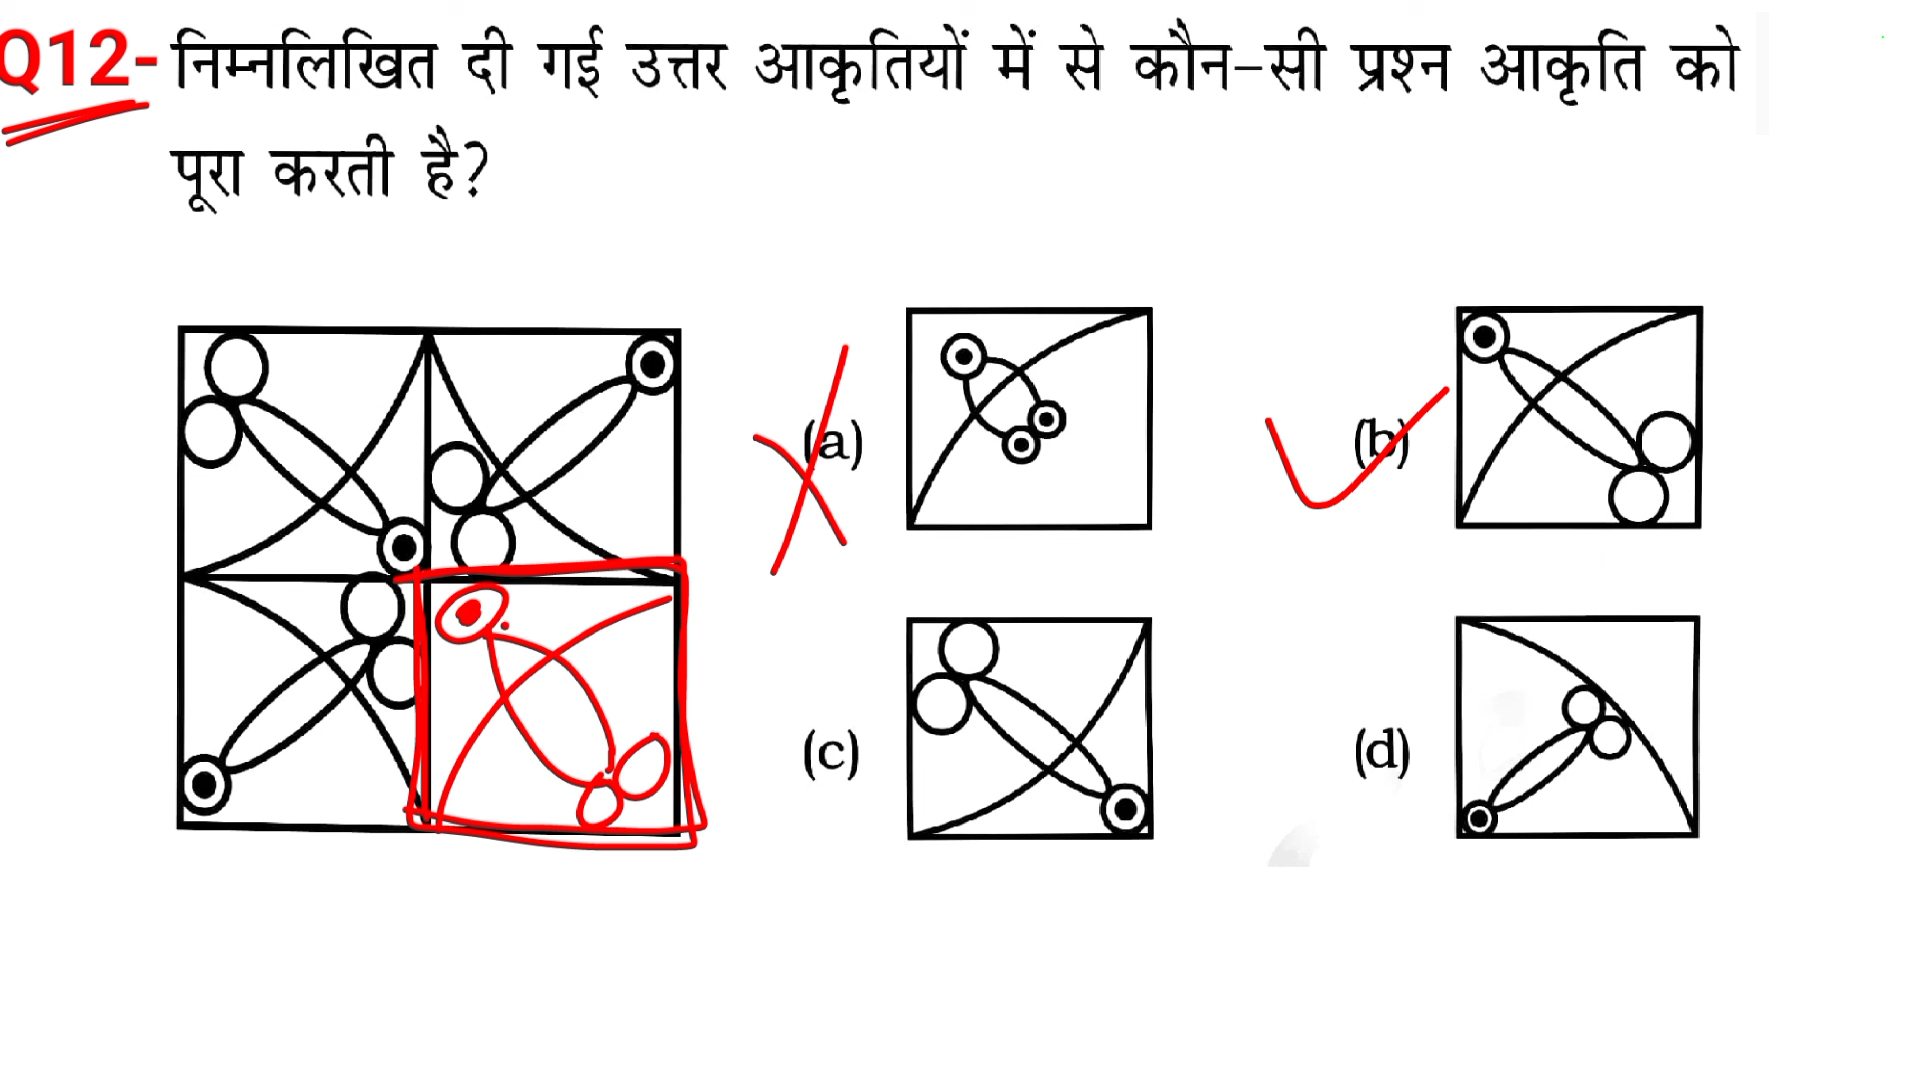 Q12- निम्नलिखित दी गई उत्तर आकृतियों में से कौन-सी प्रश्न आकृति को
पूरा करती है?
(a)
(b)
(c)
(d)